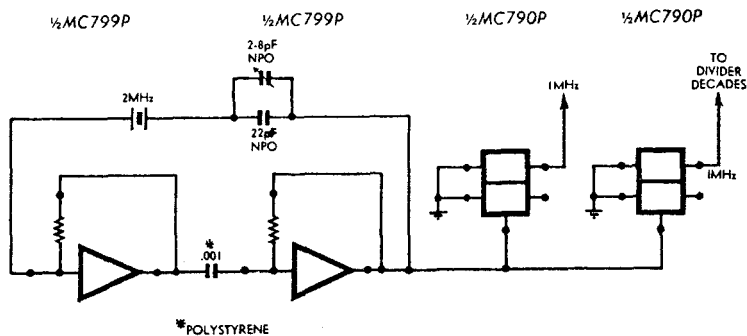 ½MC799P
½MC799P
½MC790P
½MC790P
2-8pF
NPO
2MHz
22pF
NPO
1MHz
TO
DIVIDER
DECADES
1MHz
*
.001
*POLYSTYRENE